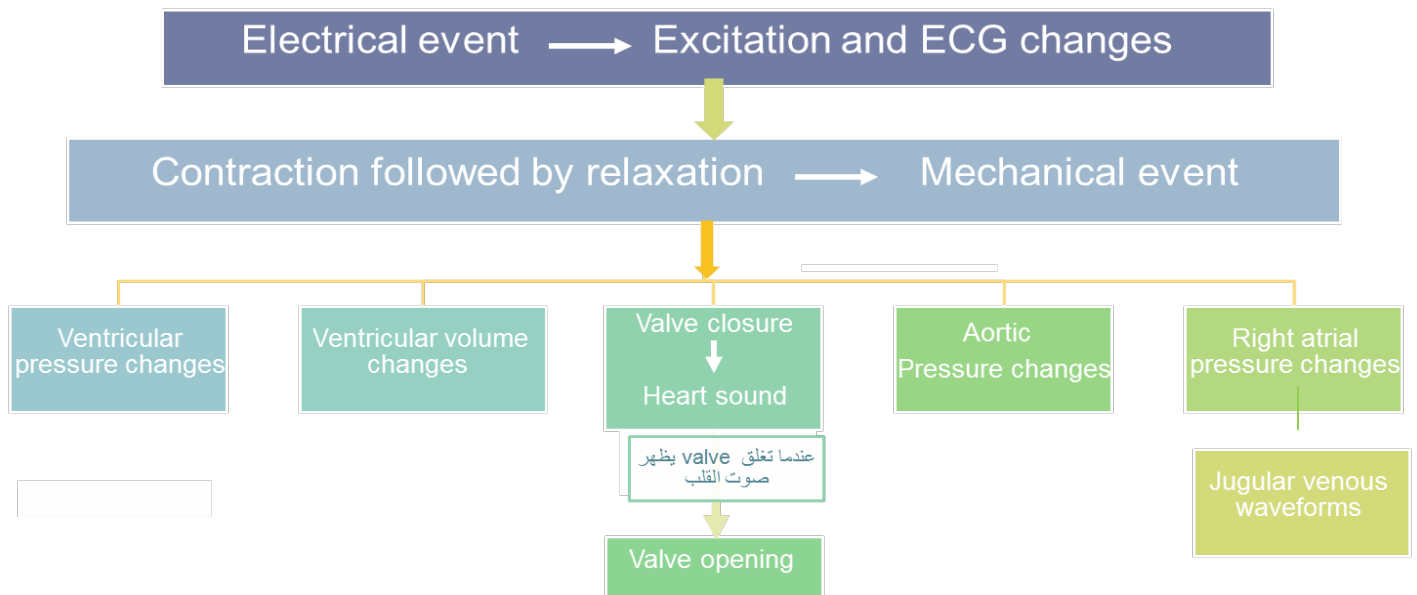 Electrical event → Excitation and ECG changes
Contraction followed by relaxation → Mechanical event
Ventricular
pressure changes
Ventricular volume
changes
Valve closure
Heart sound
عندما تغلق valve يظهر
صوت القلب
Valve opening
Aortic
Pressure changes
Right atrial
pressure changes
Jugular venous
waveforms